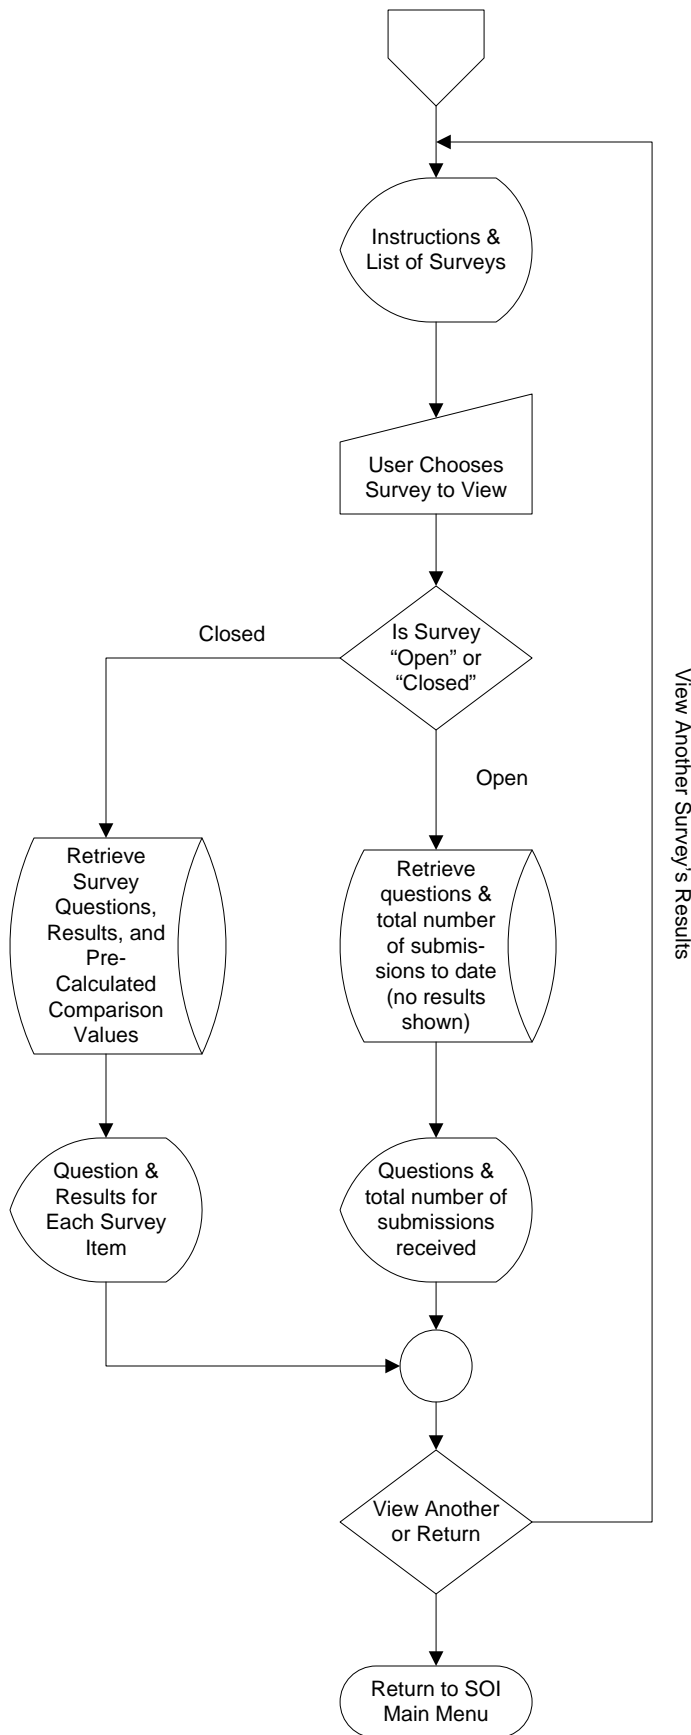 Instructions &
List of Surveys
User Chooses
Survey to View
Is Survey
“Open” or
“Closed”
Closed
Open
View Another Survey's Results
Retrieve
Survey
Questions,
Results, and
Pre-
Calculated
Comparison
Values
Retrieve
questions &
total number
of submis-
sions to date
(no results
shown)
Question &
Results for
Each Survey
Item
Questions &
total number of
submissions
received
View Another
or Return
Return to SOI
Main Menu